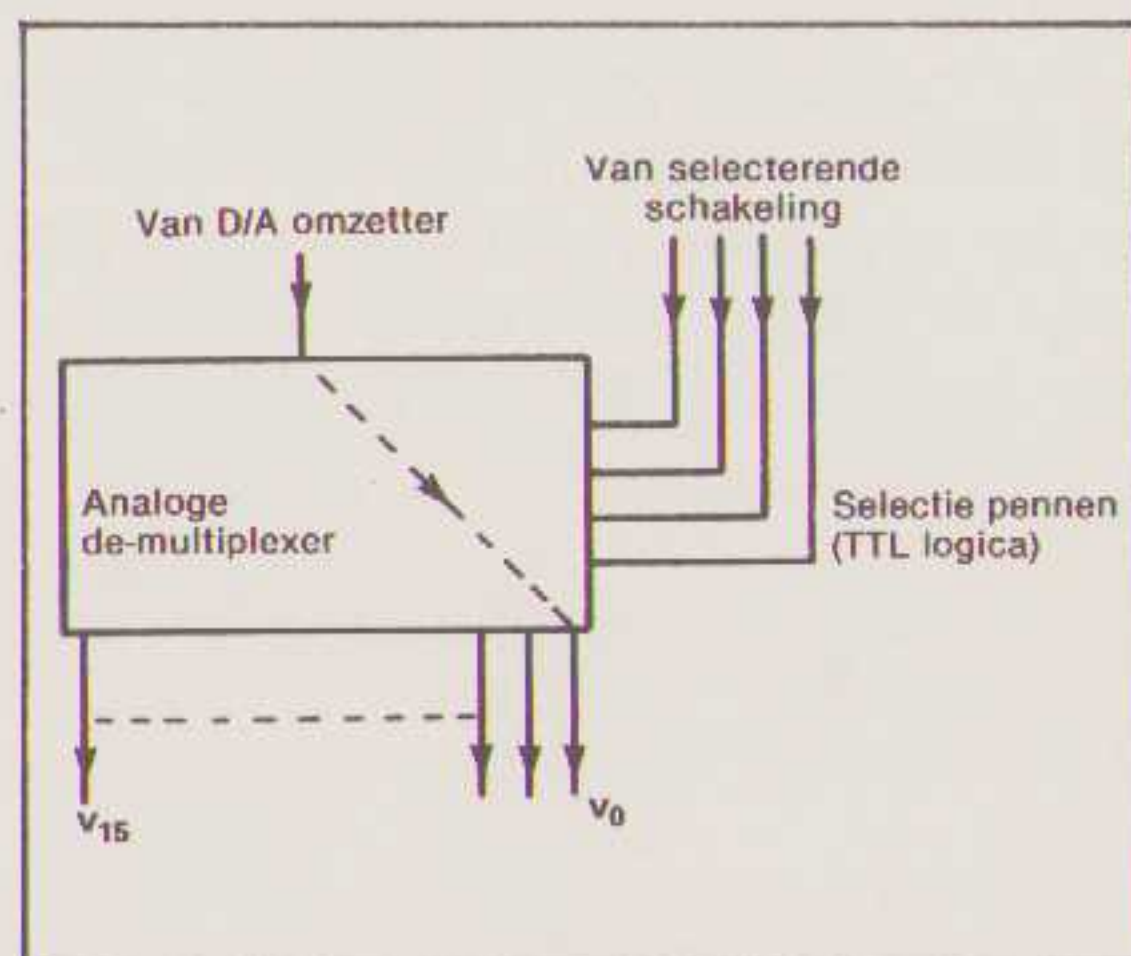 Van selecterende
schakeling
Van D/A omzetter
Analoge
de-multiplexer
Selectie pennen
(TTL logica)
v₁₅
v₀